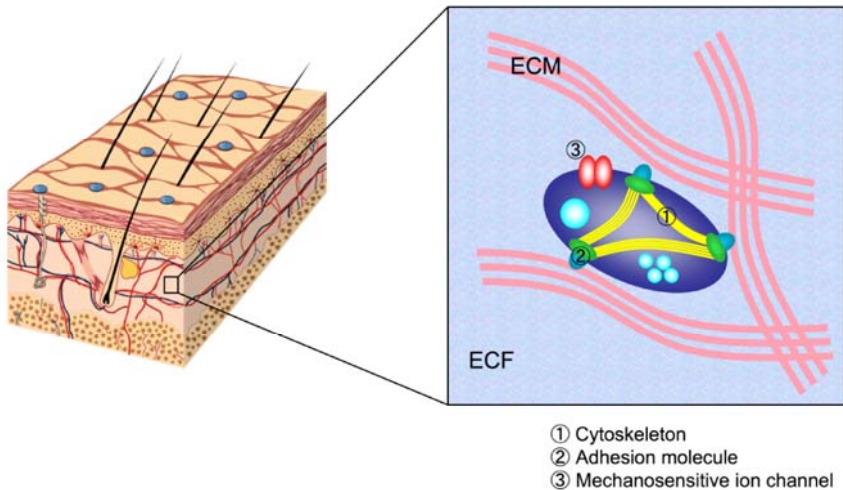 ECM
③
①
②
ECF
① Cytoskeleton
② Adhesion molecule
③ Mechanosensitive ion channel